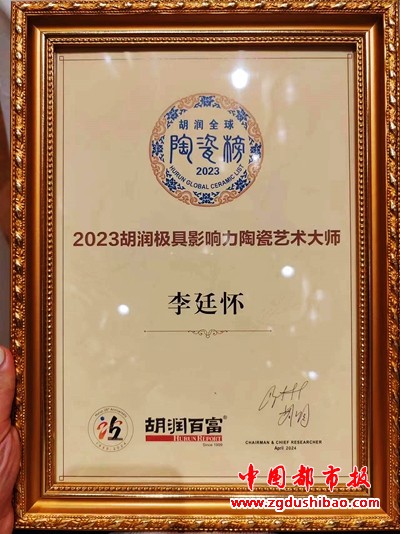 胡润全球
陶瓷榜
2023
HURUN GLOBAL CERAMIC LIST
2023胡润极具影响力陶瓷艺术大师
李廷怀
胡润百富®
HURUN REPORT
Since 1999
胡润
CHAIRMAN & CHIEF RESEARCHER
April 2024
中国都市报
www.zgdushibao.com